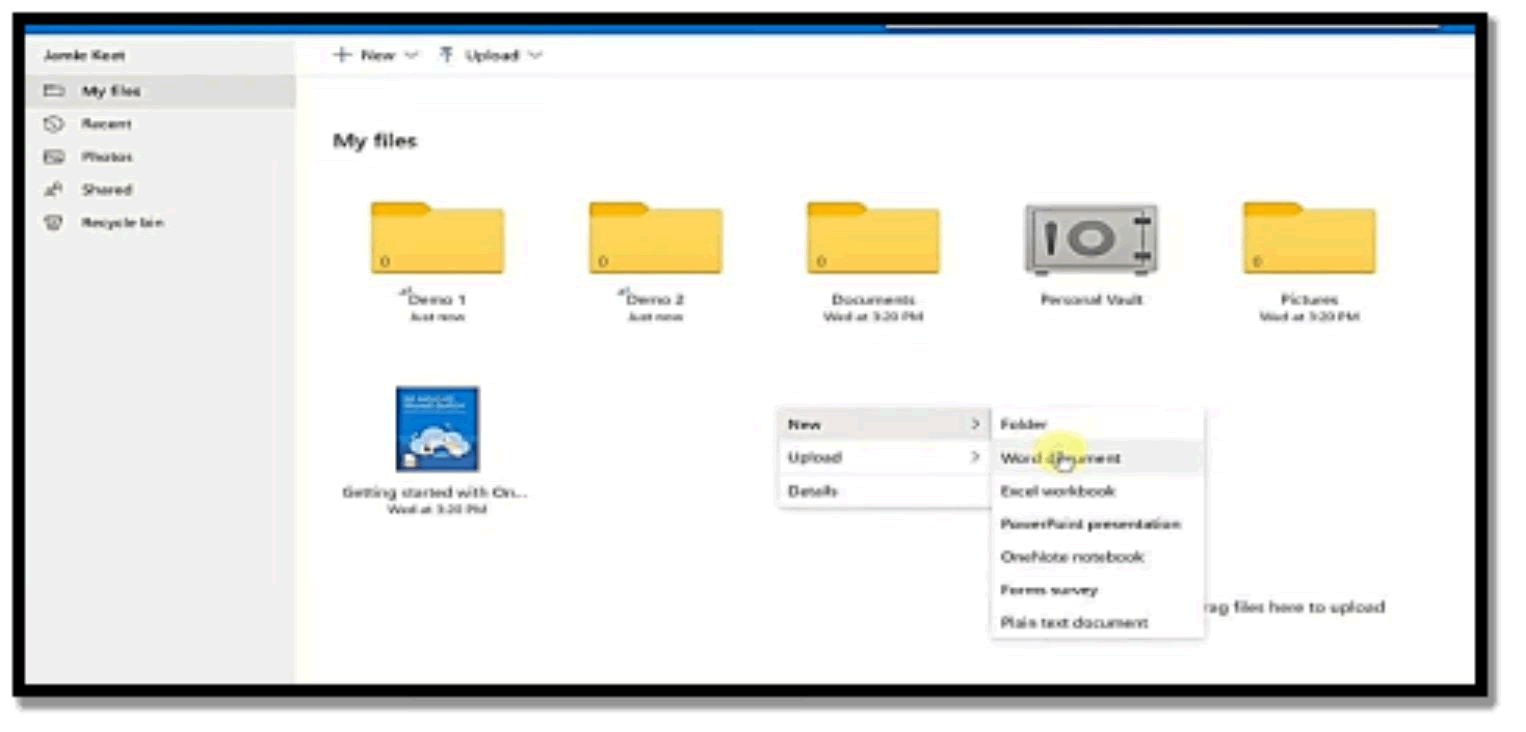 Jamie Keet
New
Upload
My files
Recent
Photos
Shared
Recycle bin
My files
0
0
0
0
Demo 1
Just now
Demo 2
Just now
Documents
Wed at 3:20 PM
Personal Vault
Pictures
Wed at 3:20 PM
Getting started with On...
Wed at 3:20 PM
New
Upload
Details
Folder
Word document
Excel workbook
PowerPoint presentation
OneNote notebook
Forms survey
Plain text document
rag files here to upload